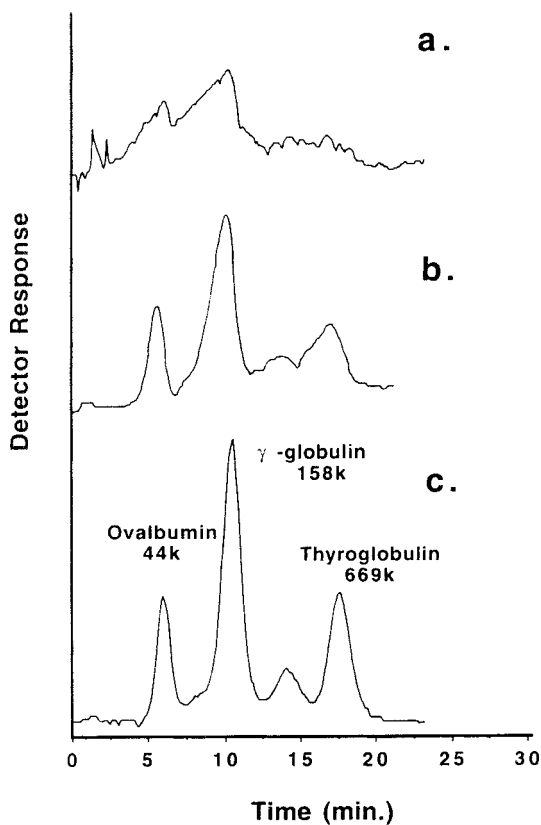 a.
b.
c.
Detector Response
γ -globulin
158k
Ovalbumin
44k
Thyroglobulin
669k
0 5 10 15 20 25 30
Time (min.)